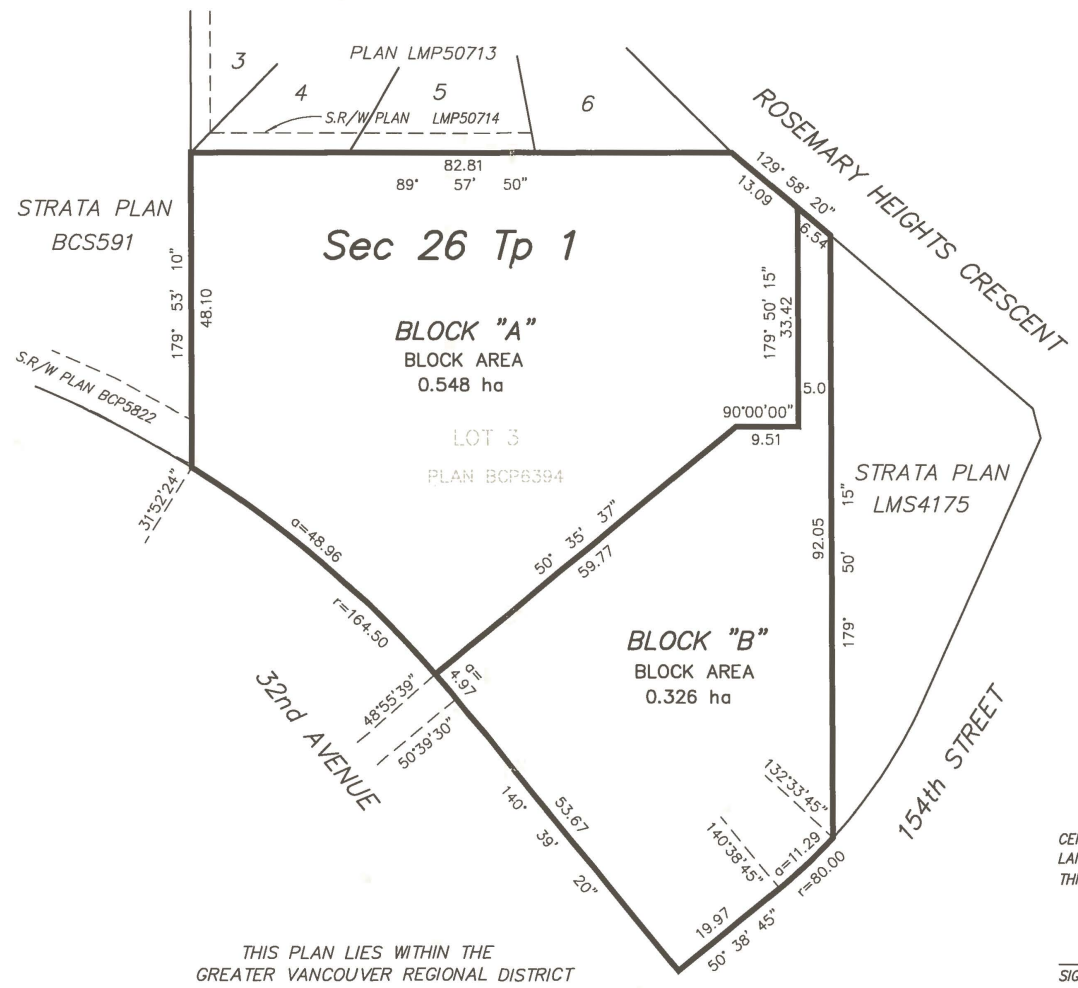 PLAN LMP50713
3
4
5
6
S.R/W PLAN LMP50714
ROSEMARY HEIGHTS CRESCENT
82.81
89° 57' 50"
129° 58' 20"
13.09
6.54
STRATA PLAN
BCS591
Sec 26 Tp 1
179° 53' 10"
48.10
179° 50' 15"
33.42
BLOCK "A"
BLOCK AREA
0.548 ha
S.R/W PLAN BCP5822
5.0
90°00'00"
9.51
LOT 3
PLAN BCP6394
STRATA PLAN
LMS4175
31°52'24"
a=48.96
r=164.50
50° 35' 37"
59.77
92.05
179° 50' 15"
BLOCK "B"
BLOCK AREA
0.326 ha
a=
4.97
48°55'39"
50°39'30"
32nd AVENUE
53.67
140° 39' 20"
132°33'45"
140°38'45"
a=11.29
r=80.00
154th STREET
19.97
50° 38' 45"
THIS PLAN LIES WITHIN THE
GREATER VANCOUVER REGIONAL DISTRICT